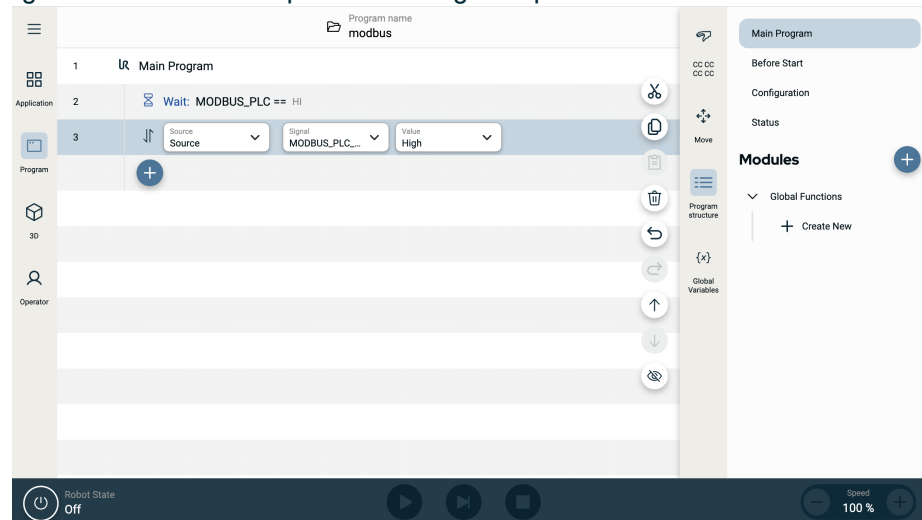 Program name
modbus
Application
Program
3D
Operator
1 UR Main Program
2 Wait: MODBUS_PLC == HI
3 Source Source Signal MODBUS_PLC_... Value High
CC CC
CC CC
Move
Program
structure
{x}
Global
Variables
Main Program
Before Start
Configuration
Status
Modules
Global Functions
Create New
Robot State
Off
Speed
100 %